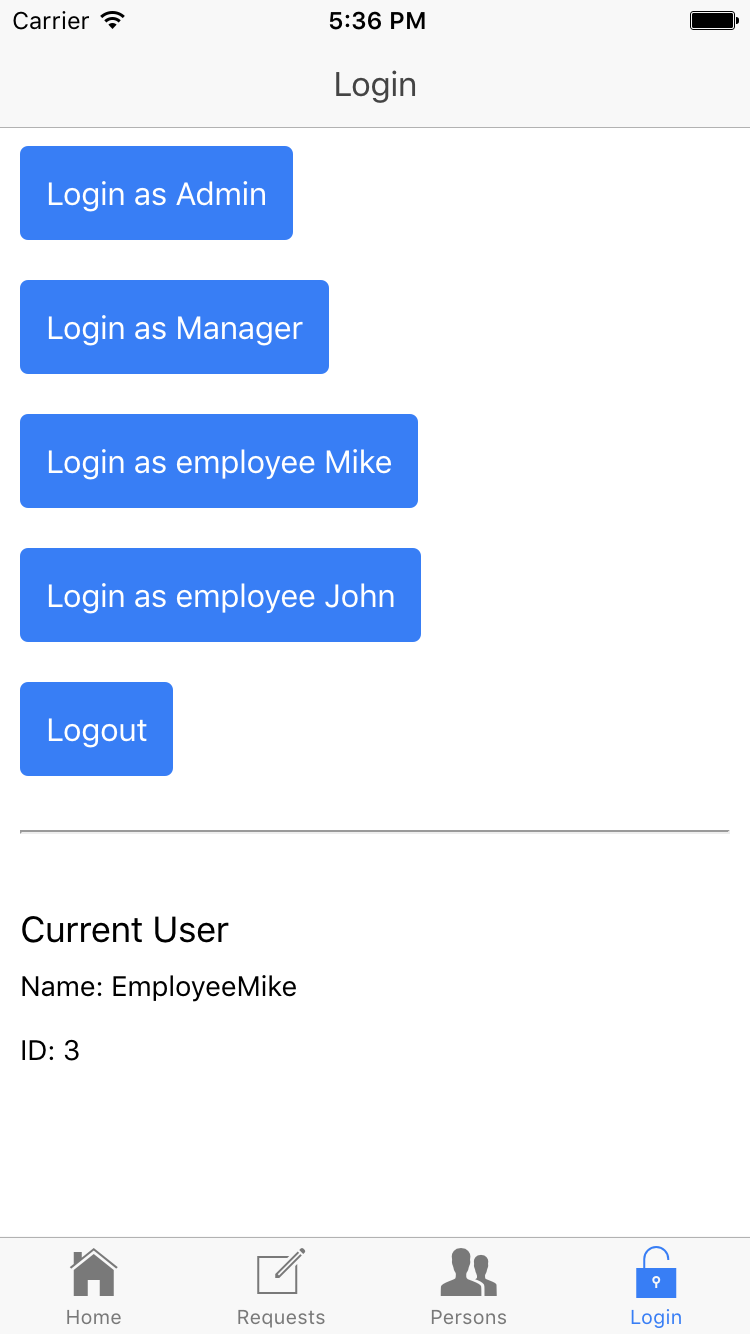 Carrier 5:36 PM
Login
Login as Admin
Login as Manager
Login as employee Mike
Login as employee John
Logout
Current User
Name: EmployeeMike
ID: 3
Home Requests Persons Login